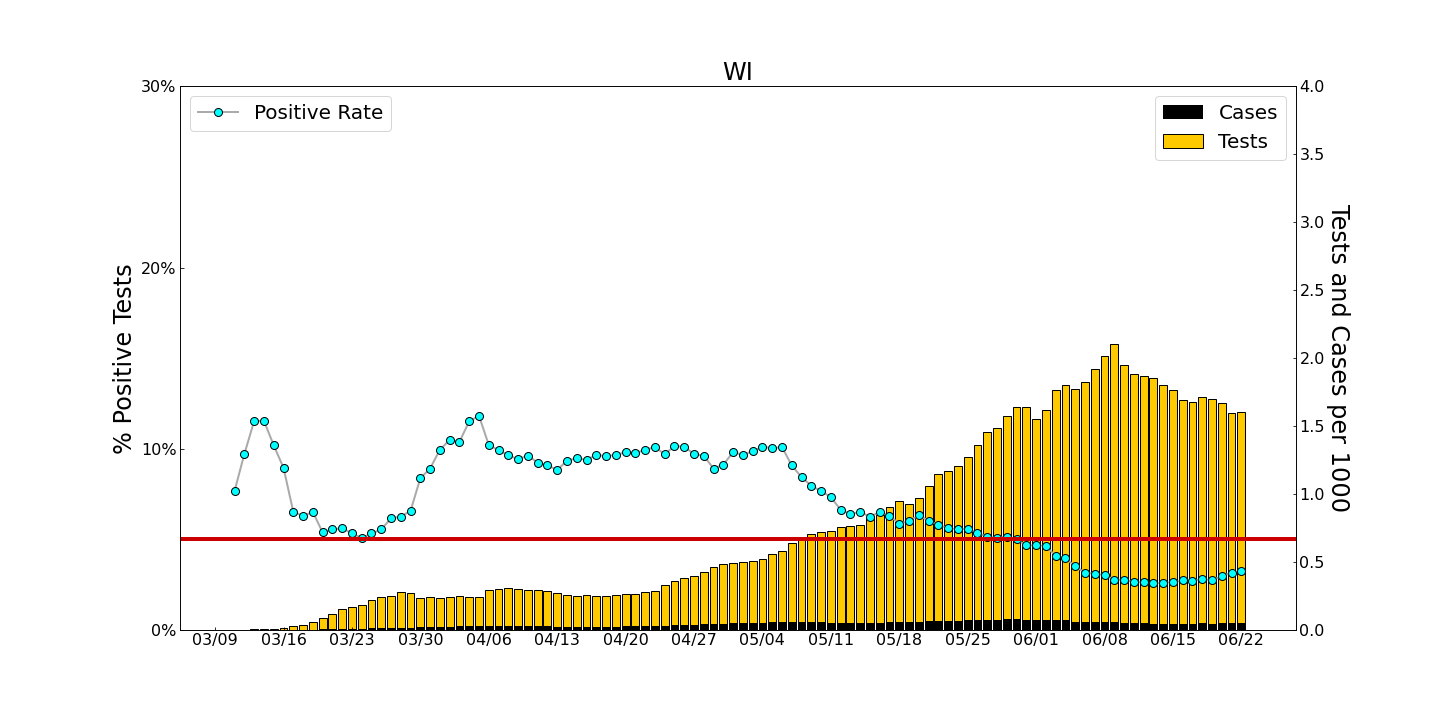 WI
Positive Rate
Cases
Tests
% Positive Tests
30%
20%
10%
0%
4.0
3.5
3.0
2.5
2.0
1.5
1.0
0.5
0.0
Tests and Cases per 1000
03/09 03/16 03/23 03/30 04/06 04/13 04/20 04/27 05/04 05/11 05/18 05/25 06/01 06/08 06/15 06/22